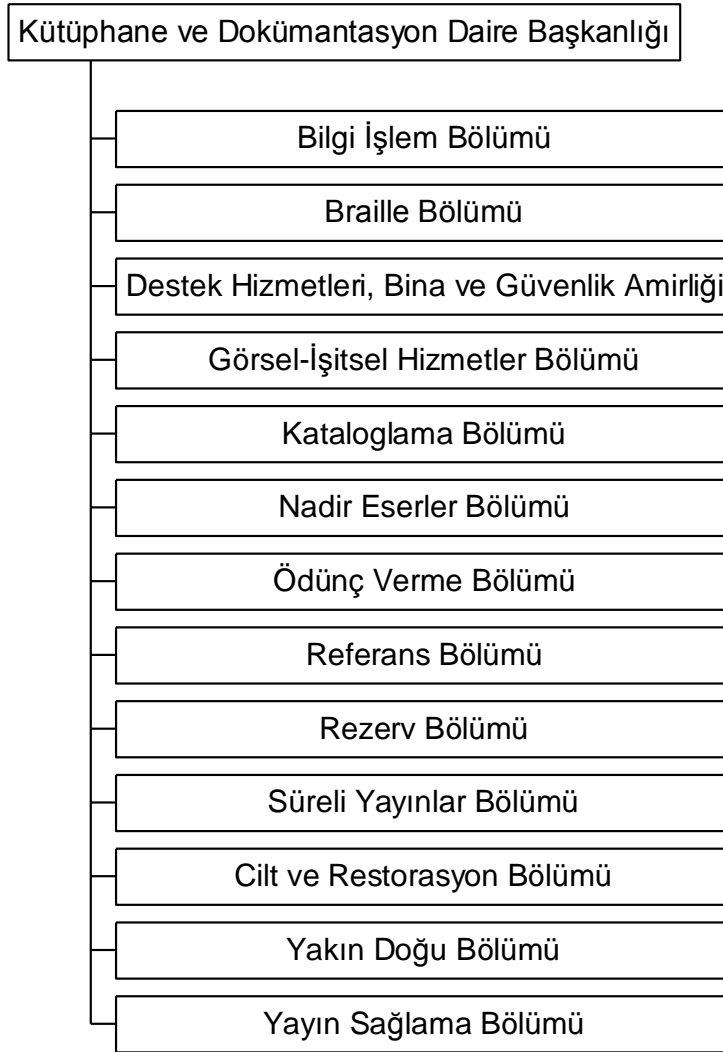 Kütüphane ve Dokümantasyon Daire Başkanlığı
Bilgi İşlem Bölümü
Braille Bölümü
Destek Hizmetleri, Bina ve Güvenlik Amirliği
Görsel-İşitsel Hizmetler Bölümü
Kataloglama Bölümü
Nadir Eserler Bölümü
Ödünç Verme Bölümü
Referans Bölümü
Rezerv Bölümü
Süreli Yayınlar Bölümü
Cilt ve Restorasyon Bölümü
Yakın Doğu Bölümü
Yayın Sağlama Bölümü